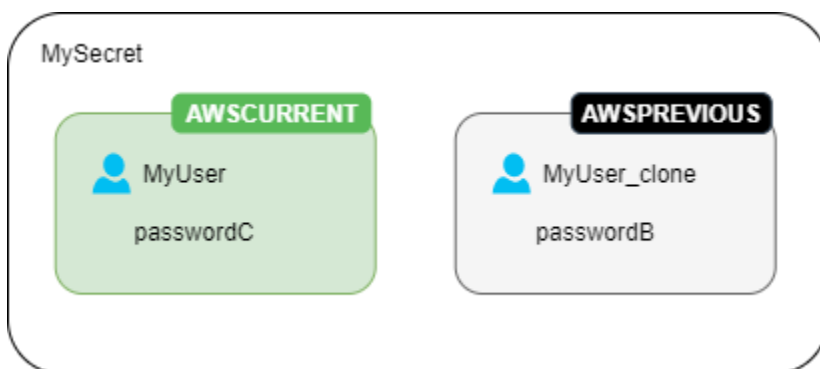 MySecret
AWSCURRENT
MyUser
passwordC
AWSPREVIOUS
MyUser_clone
passwordB